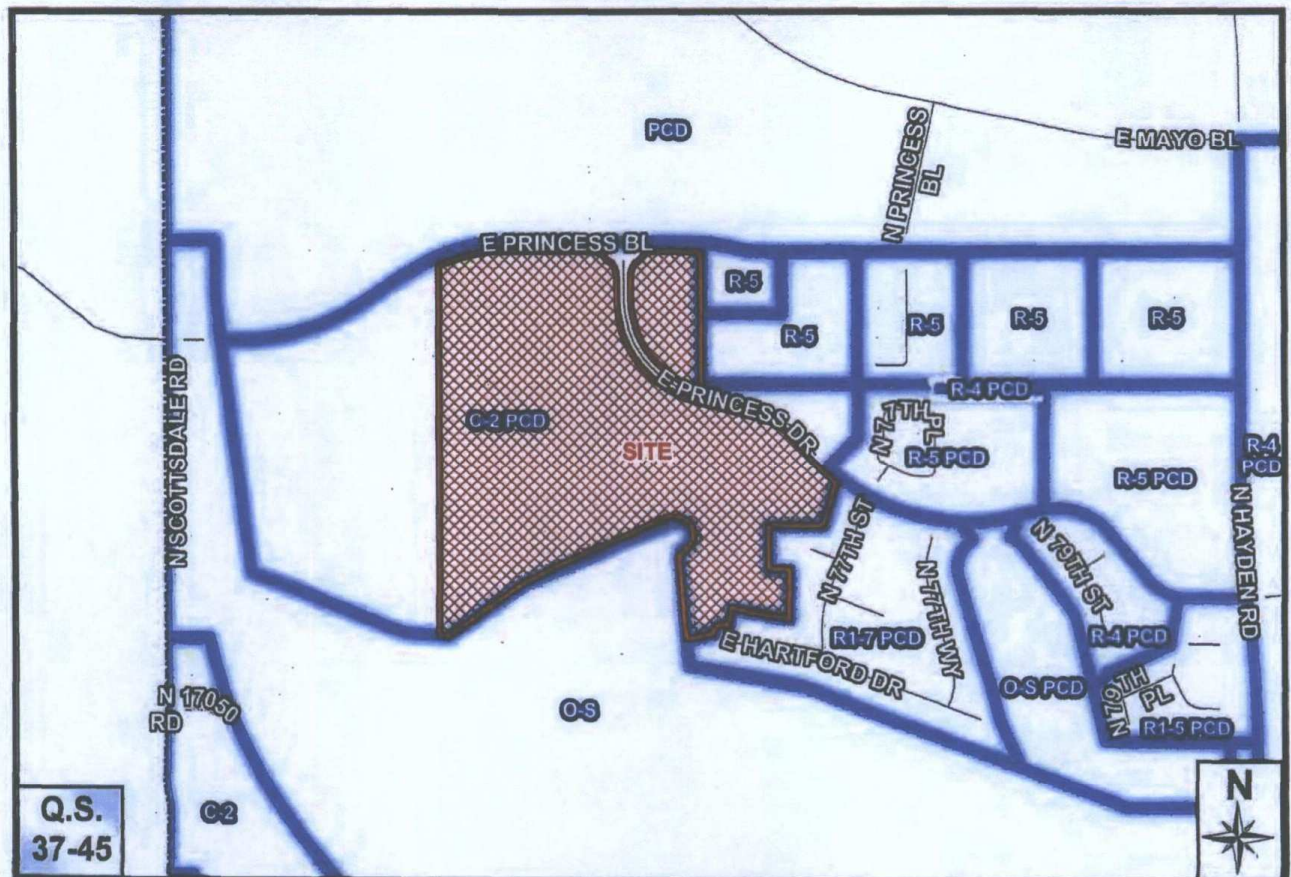 PCD
E MAYO BL
N PRINCESS
BL
E PRINCESS BL
R-5
R-5
R-5
R-5
R-5
N SCOTTSDALE RD
E PRINCESS DR
R-4 PCD
C-2 PCD
SITE
N 77TH
PL
R-5 PCD
R-5 PCD
R-4
PCD
N HAYDEN RD
N 77TH ST
N 77TH WY
N 79TH ST
R1-7 PCD
R-4 PCD
E HARTFORD DR
O-S PCD
N 79TH
PL
R1-5 PCD
N 17050
RD
O-S
C-2
Q.S.
37-45
N